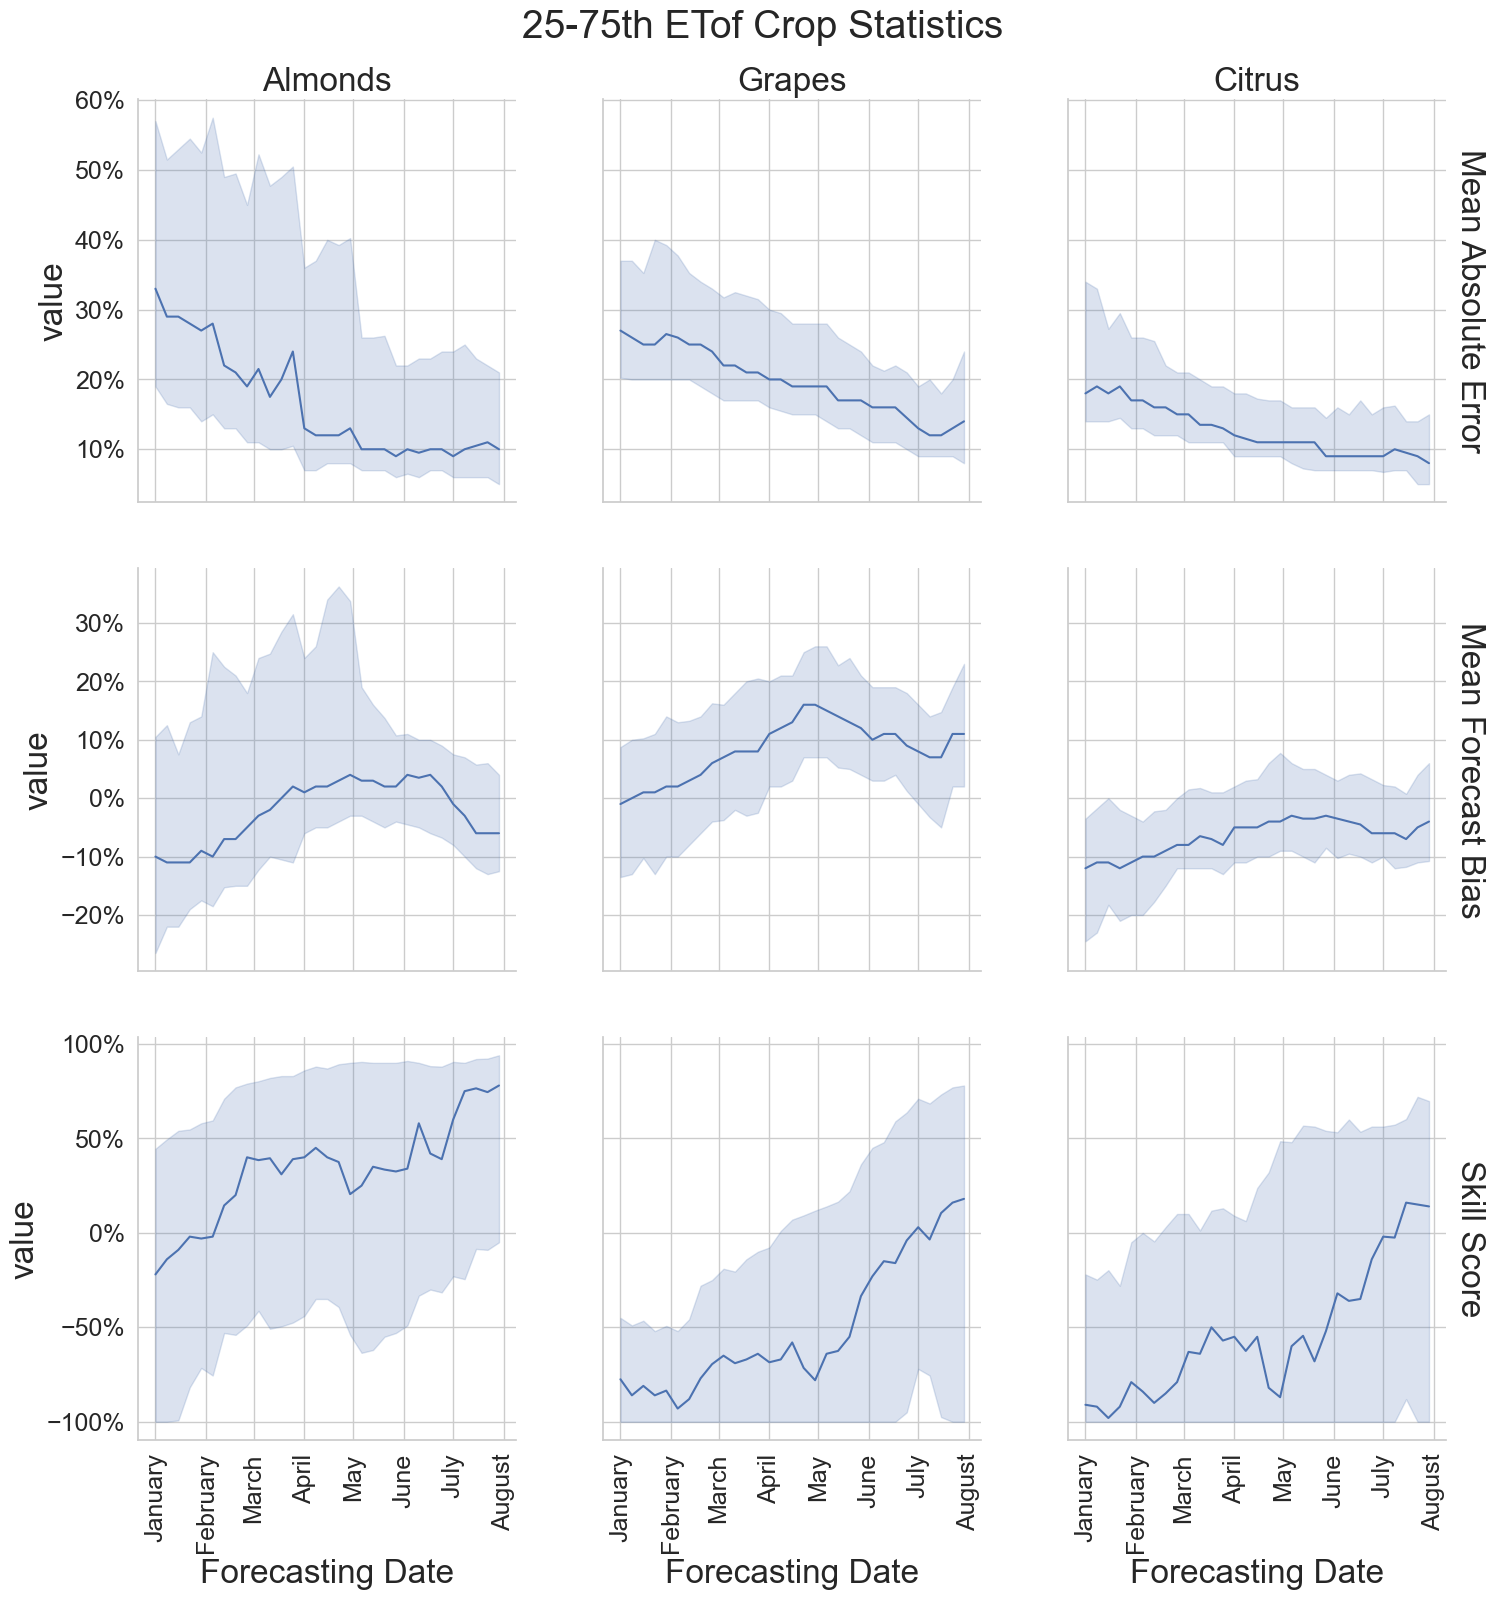 25-75th ETof Crop Statistics
Almonds
Grapes
Citrus
60%
50%
40%
30%
20%
10%
value
Mean Absolute Error
30%
20%
10%
0%
−10%
−20%
value
Mean Forecast Bias
100%
50%
0%
−50%
−100%
value
Skill Score
January
February
March
April
May
June
July
August
January
February
March
April
May
June
July
August
January
February
March
April
May
June
July
August
Forecasting Date
Forecasting Date
Forecasting Date